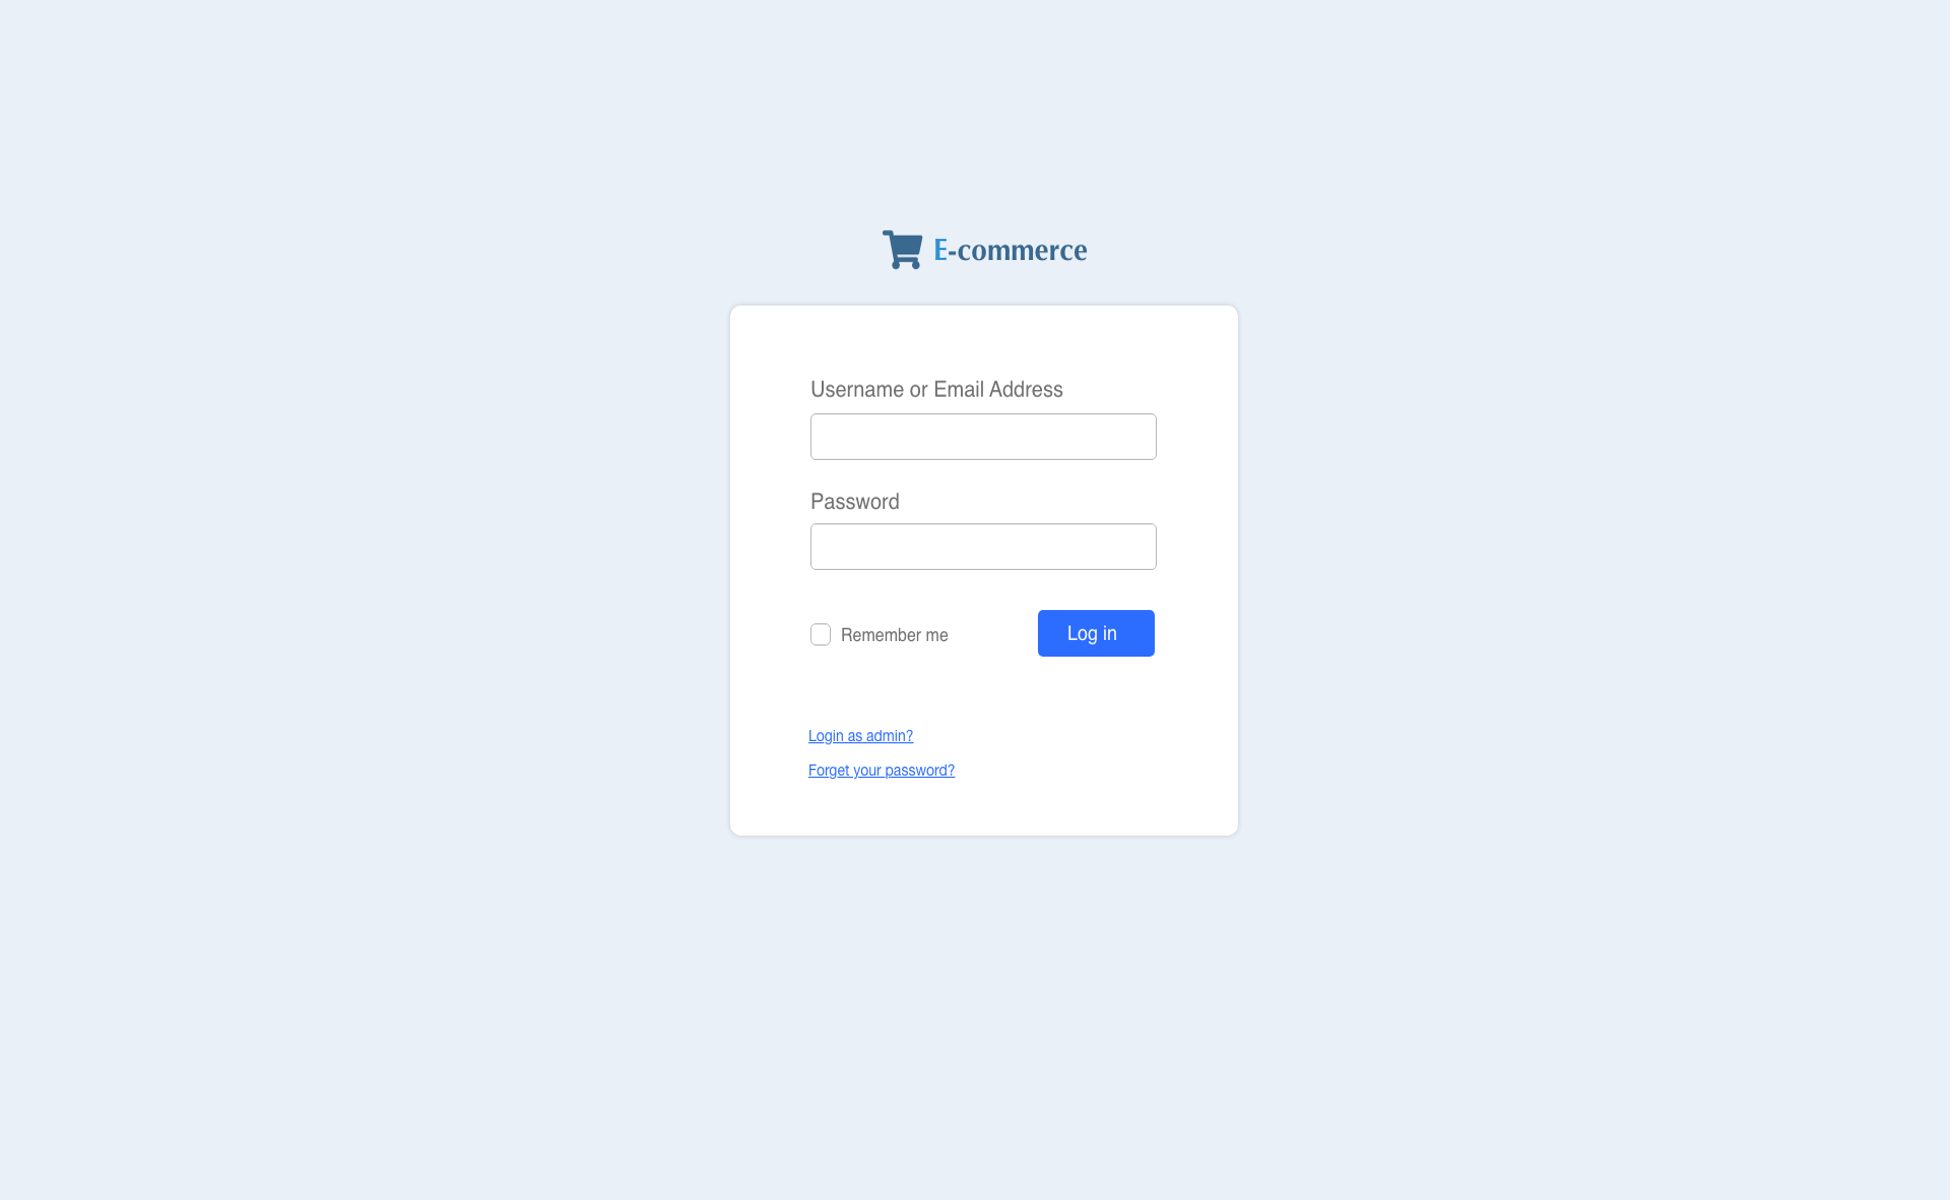 E-commerce
Username or Email Address
Password
Remember me
Log in
Login as admin?
Forget your password?